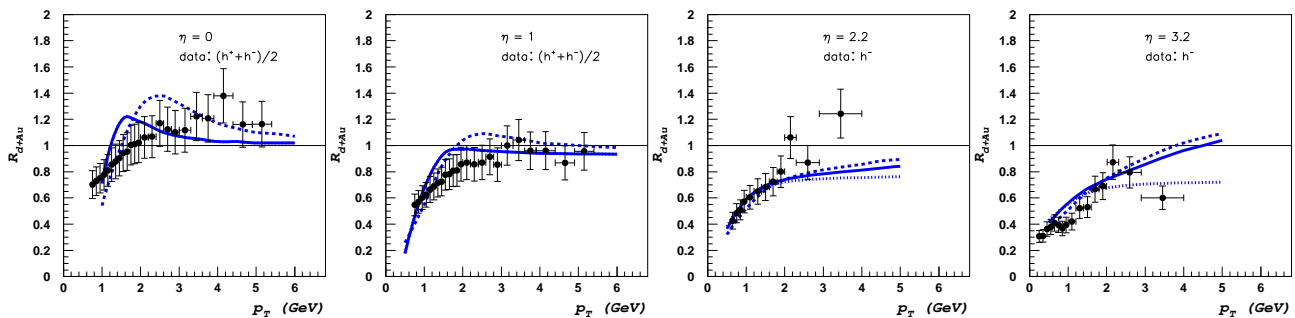 R_{d+Au}
2
1.8
1.6
1.4
1.2
1
0.8
0.6
0.4
0.2
0
η = 0
data: (h⁺+h⁻)/2
0 1 2 3 4 5 6
p_T (GeV)
R_{d+Au}
2
1.8
1.6
1.4
1.2
1
0.8
0.6
0.4
0.2
0
η = 1
data: (h⁺+h⁻)/2
0 1 2 3 4 5 6
p_T (GeV)
R_{d+Au}
2
1.8
1.6
1.4
1.2
1
0.8
0.6
0.4
0.2
0
η = 2.2
data: h⁻
0 1 2 3 4 5 6
p_T (GeV)
R_{d+Au}
2
1.8
1.6
1.4
1.2
1
0.8
0.6
0.4
0.2
0
η = 3.2
data: h⁻
0 1 2 3 4 5 6
p_T (GeV)